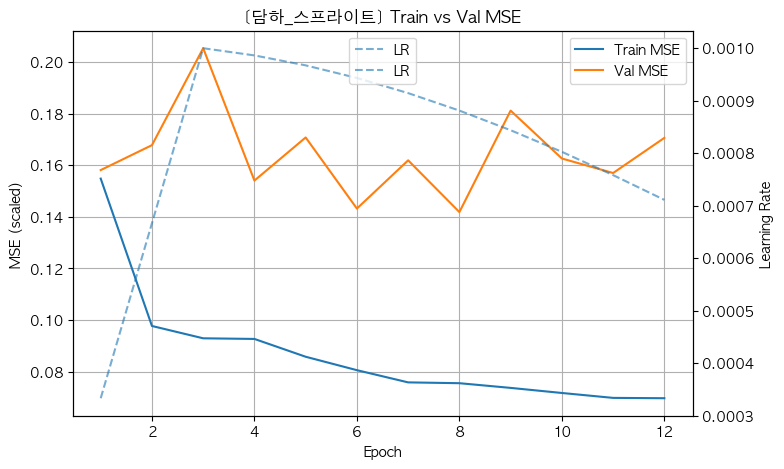 [담하_스프라이트] Train vs Val MSE
LR
LR
Train MSE
Val MSE
MSE (scaled)
0.20
0.18
0.16
0.14
0.12
0.10
0.08
0.0010
0.0009
0.0008
0.0007
0.0006
0.0005
0.0004
0.0003
Learning Rate
2 4 6 8 10 12
Epoch